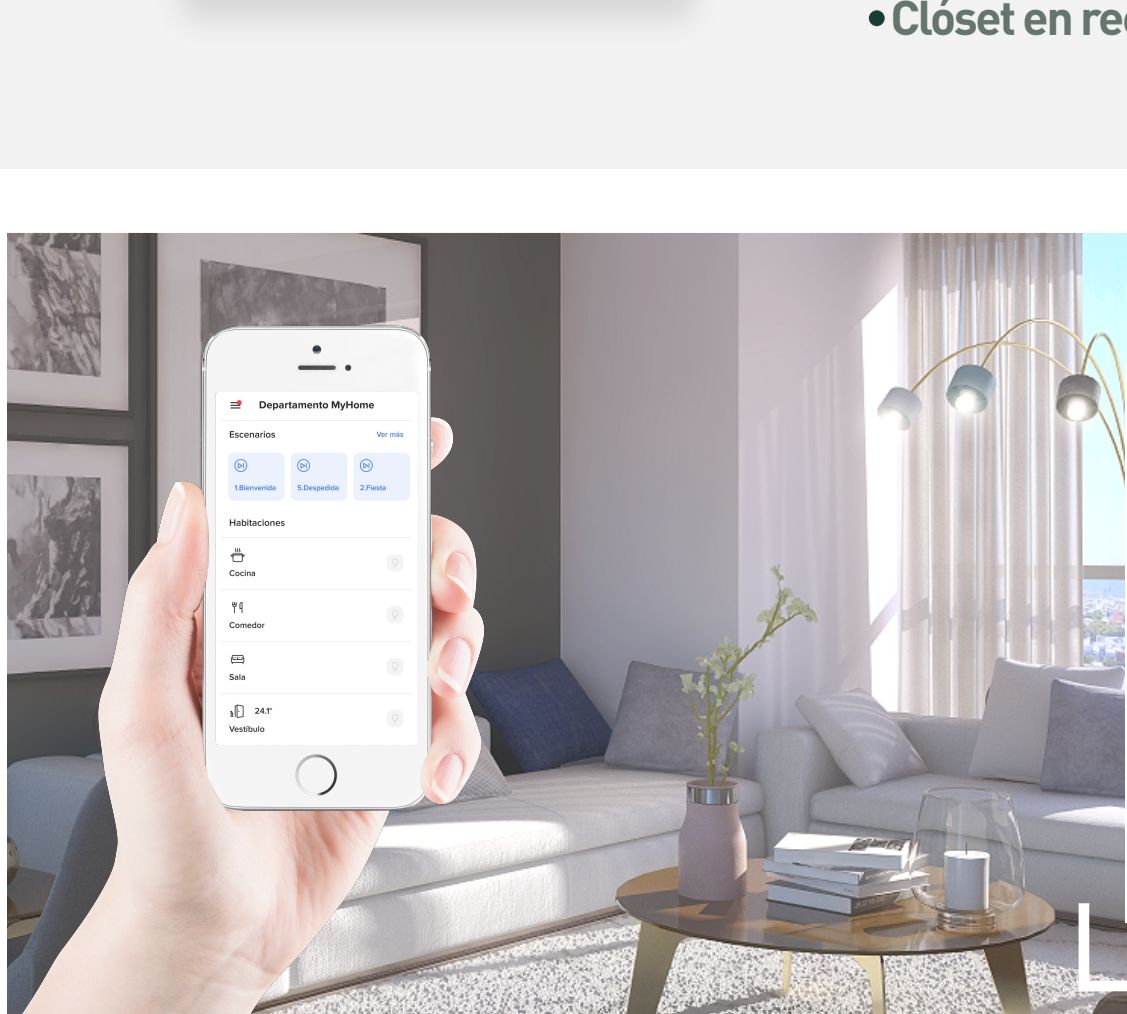 • Clóset en
Departamento MyHome
Escenarios
Ver más
1.Bienvenida
5.Despedida
2.Fiesta
Habitaciones
Cocina
Comedor
Sala
24.1°
Vestíbulo
L